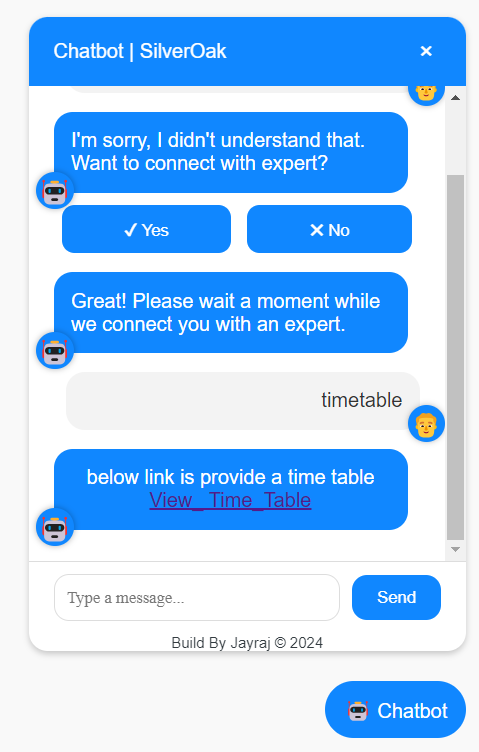 Chatbot | SilverOak
×
I'm sorry, I didn't understand that.
Want to connect with expert?
✓ Yes
✕ No
Great! Please wait a moment while
we connect you with an expert.
timetable
below link is provide a time table
View_ Time_Table
Type a message...
Send
Build By Jayraj © 2024
Chatbot